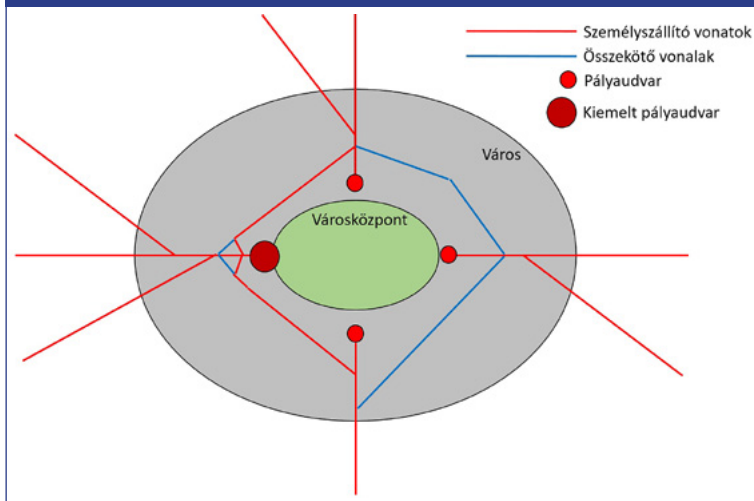 Személyszállító vonatok
Összekötő vonalak
Pályaudvar
Kiemelt pályaudvar
Város
Városközpont